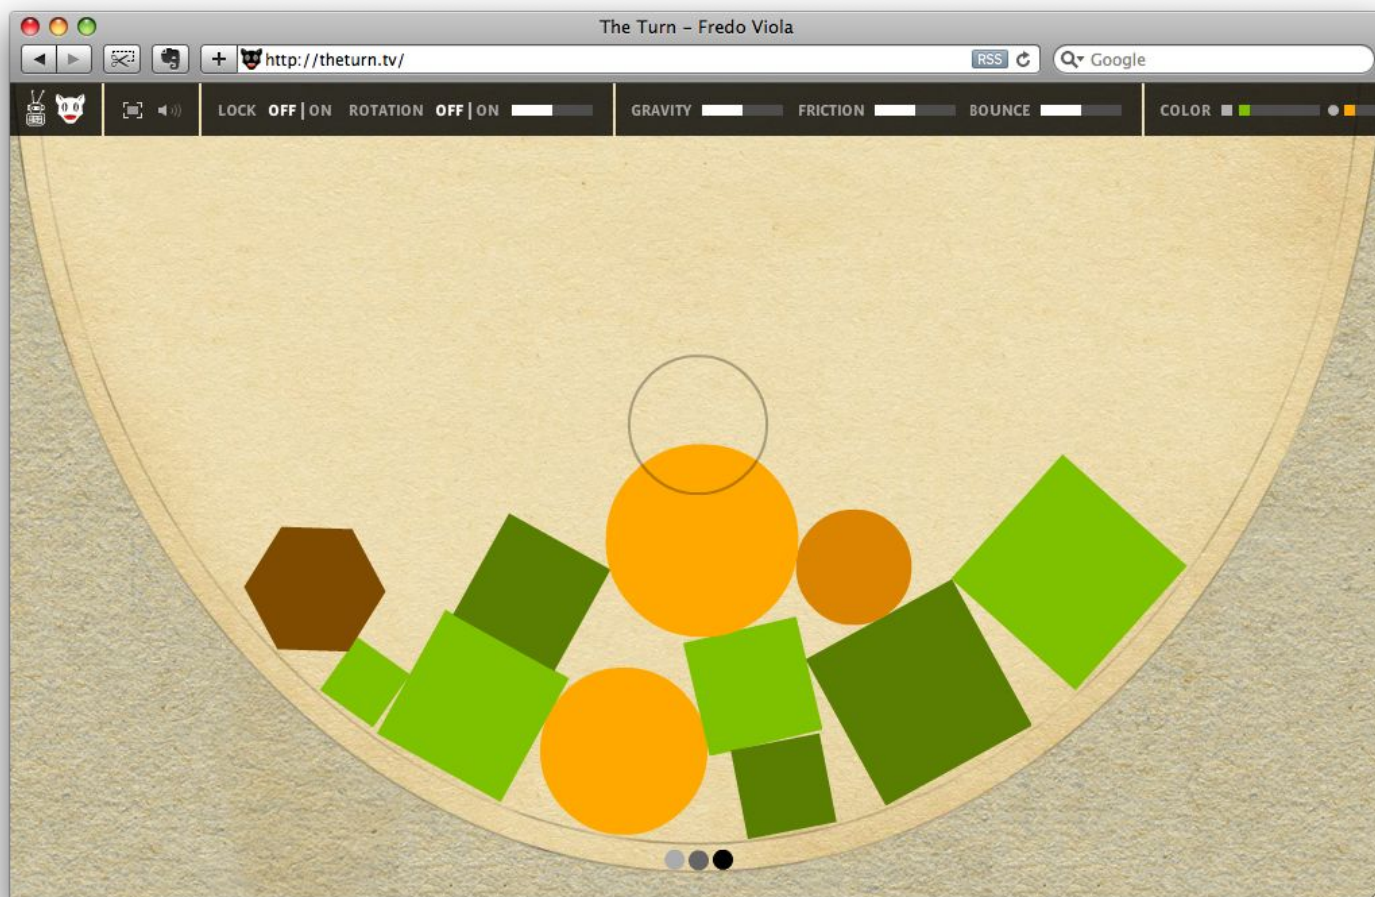 The Turn – Fredo Viola
http://theturn.tv/ RSS Google
LOCK OFF | ON ROTATION OFF | ON GRAVITY FRICTION BOUNCE COLOR